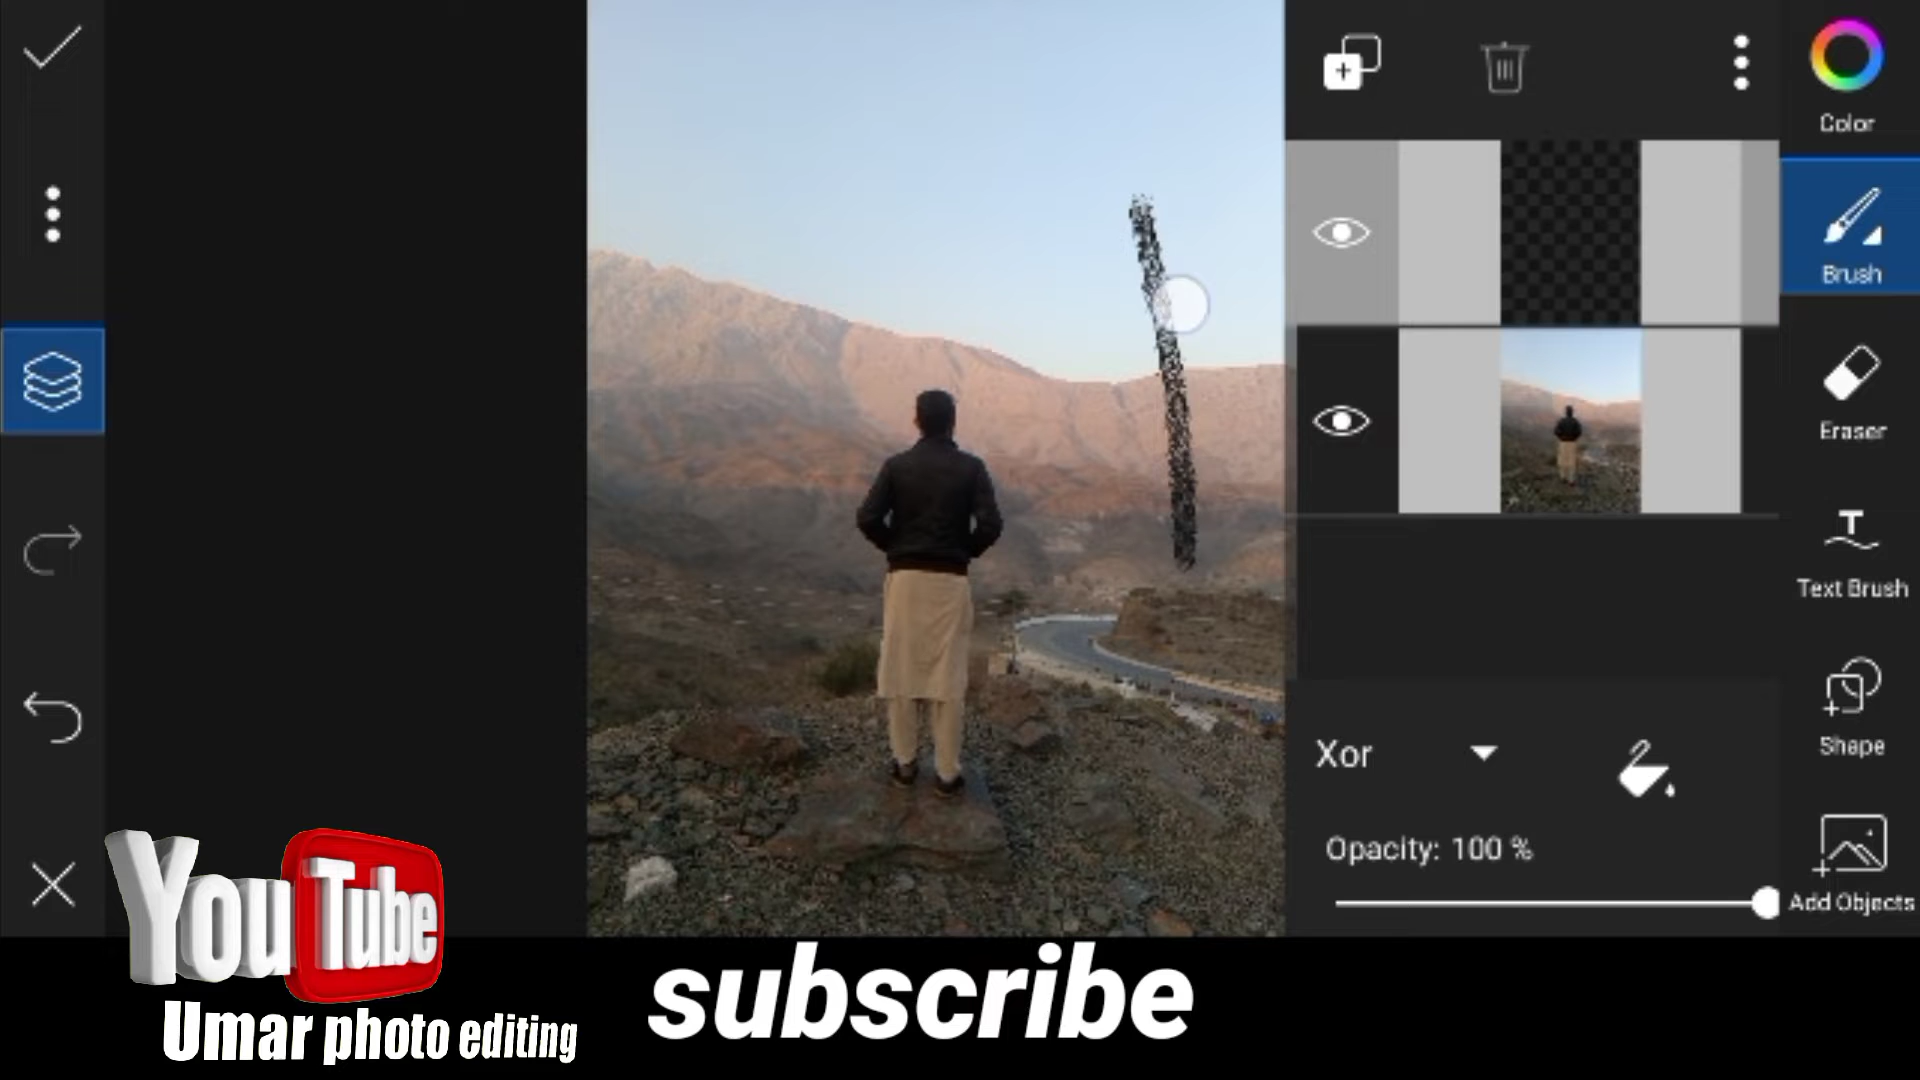 Color
Brush
Eraser
T
Text Brush
Shape
Xor
Opacity: 100 %
Add Objects
YouTube
Umar photo editing
subscribe